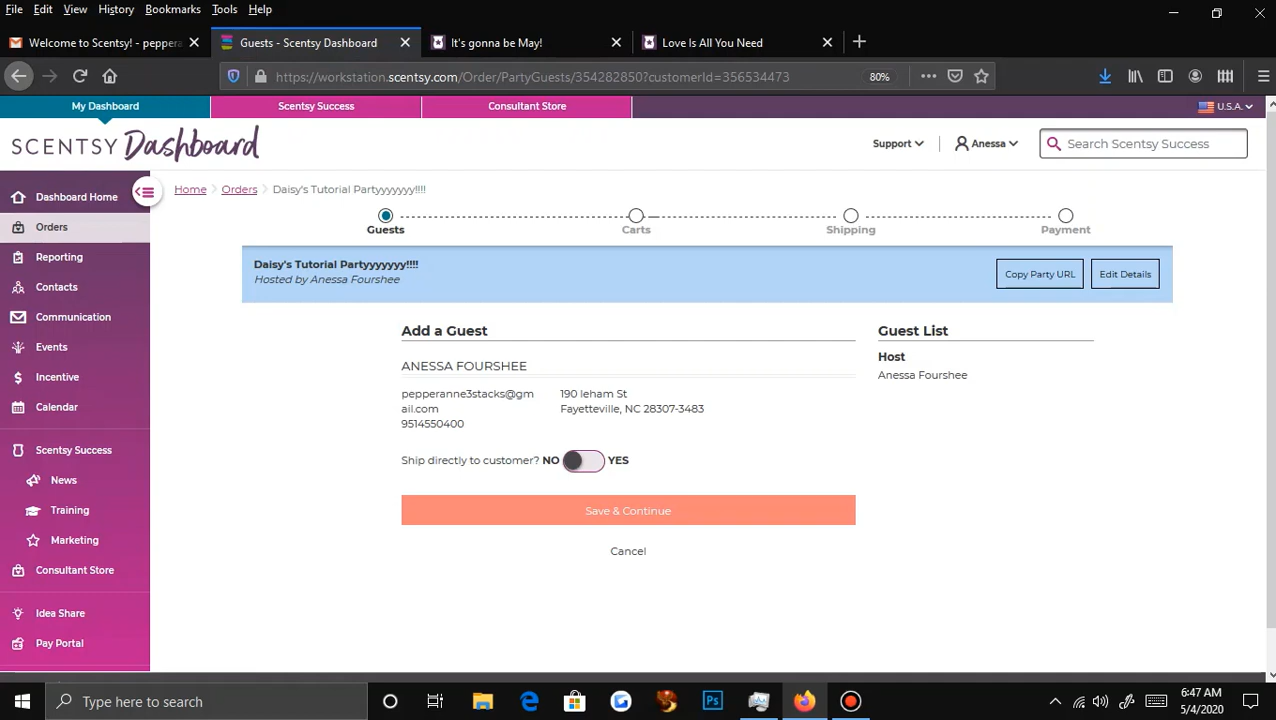 File Edit View History Bookmarks Tools Help
Welcome to Scentsy! - peppera
Guests - Scentsy Dashboard
It's gonna be May!
Love Is All You Need
https://workstation.scentsy.com/Order/PartyGuests/354282850?customerId=356534473
80%
My Dashboard
Scentsy Success
Consultant Store
U.S.A.
SCENTSY Dashboard
Support
Anessa
Search Scentsy Success
Home
Orders
Daisy's Tutorial Partyyyyyyy!!!!
Dashboard Home
Orders
Reporting
Contacts
Communication
Events
Incentive
Calendar
Scentsy Success
News
Training
Marketing
Consultant Store
Idea Share
Pay Portal
Guests
Carts
Shipping
Payment
Daisy's Tutorial Partyyyyyyy!!!!
Hosted by Anessa Fourshee
Copy Party URL
Edit Details
Add a Guest
ANESSA FOURSHEE
pepperanne3stacks@gm
ail.com
9514550400
190 leham St
Fayetteville, NC 28307-3483
Ship directly to customer? NO YES
Save & Continue
Cancel
Guest List
Host
Anessa Fourshee
Type here to search
Ps
6:47 AM
5/4/2020